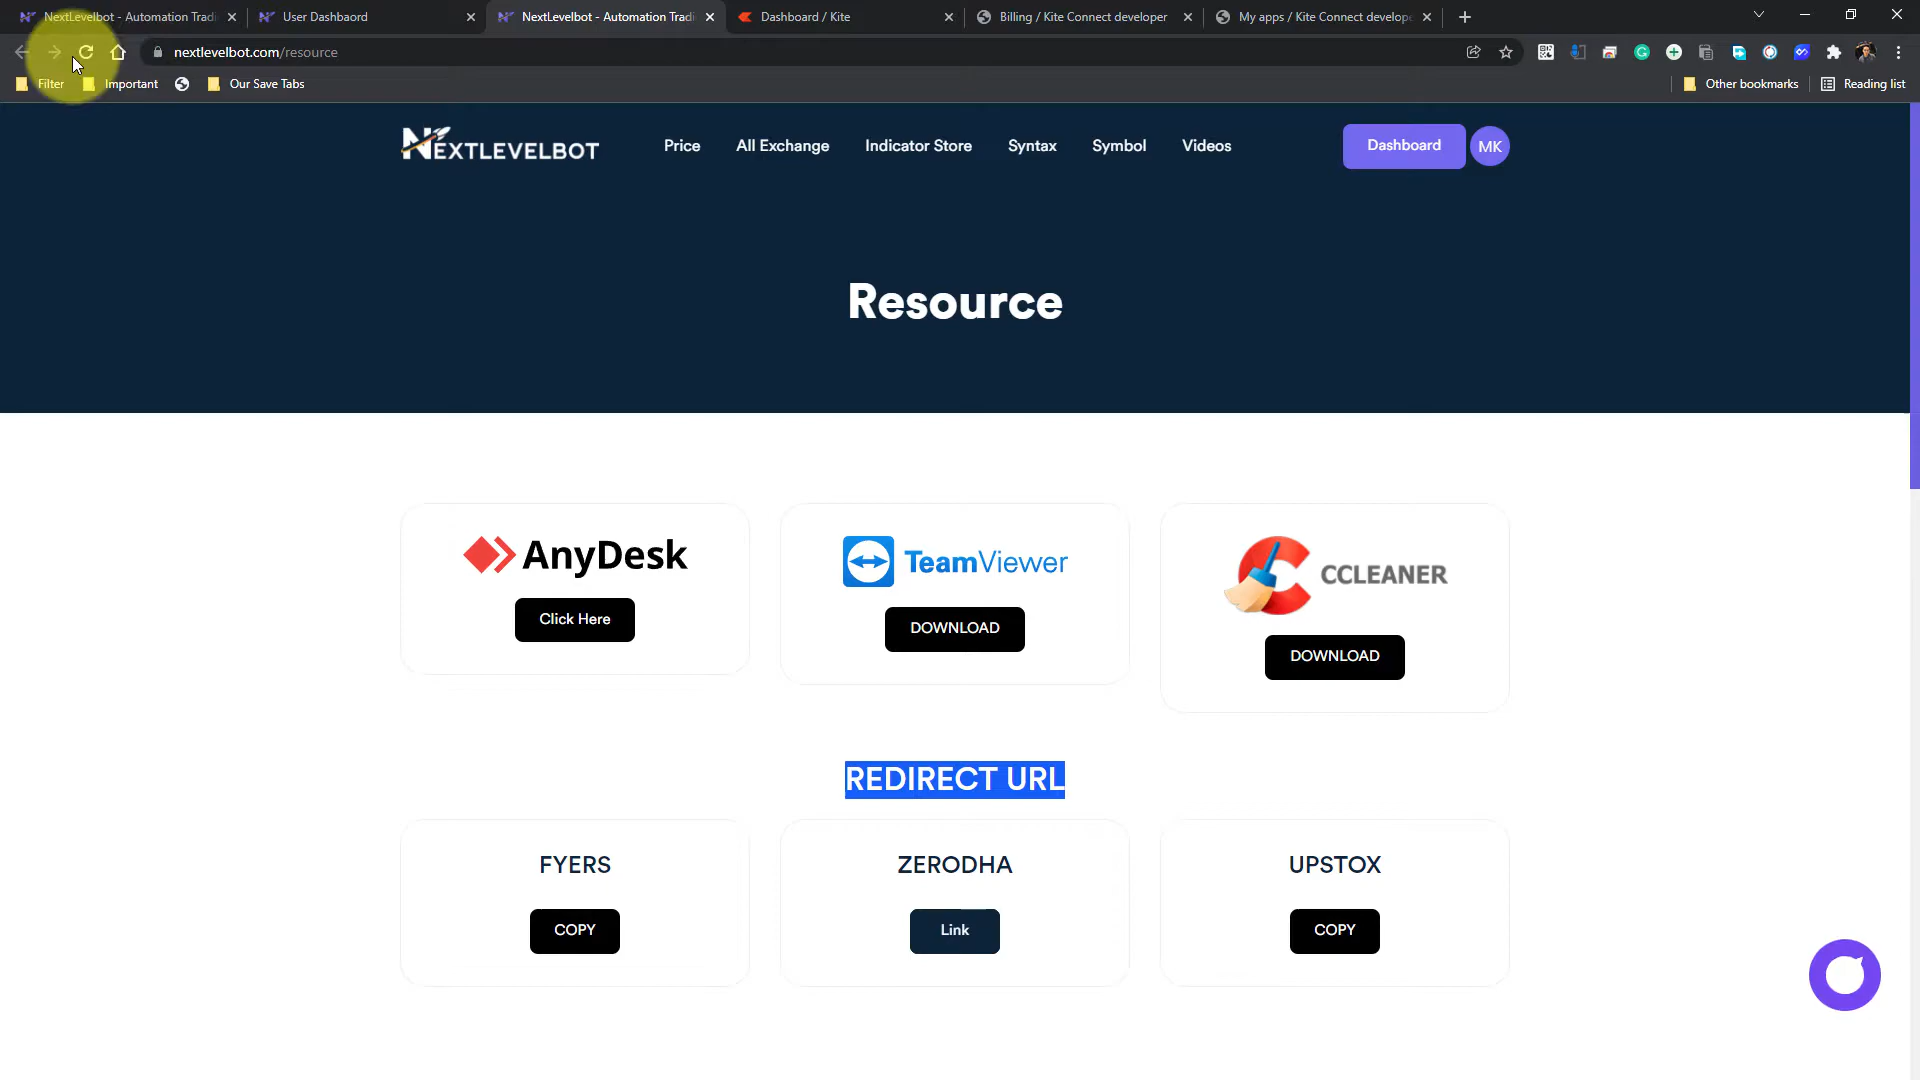 NextLevelbot - Automation Tradi
User Dashbaord
NextLevelbot - Automation Tradi
Dashboard / Kite
Billing / Kite Connect developer
My apps / Kite Connect develope
nextlevelbot.com/resource
Filter
Important
Our Save Tabs
Other bookmarks
Reading list
NEXTLEVELBOT
Price
All Exchange
Indicator Store
Syntax
Symbol
Videos
Dashboard
MK
Resource
AnyDesk
Click Here
TeamViewer
DOWNLOAD
CCLEANER
DOWNLOAD
REDIRECT URL
FYERS
COPY
ZERODHA
Link
UPSTOX
COPY